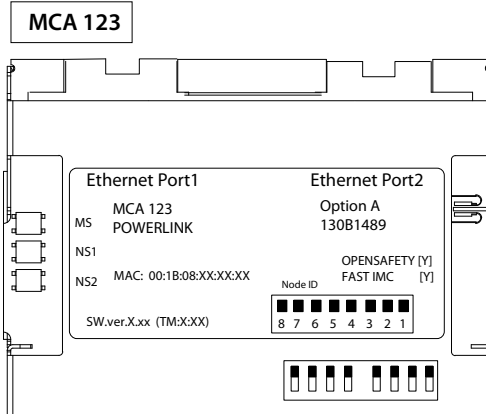 MCA 123
Ethernet Port1
Ethernet Port2
MS
MCA 123
POWERLINK
Option A
130B1489
NS1
NS2
MAC: 00:1B:08:XX:XX:XX
OPENSAFETY [Y]
FAST IMC [Y]
Node ID
SW.ver.X.xx (TM:X:XX)
8 7 6 5 4 3 2 1